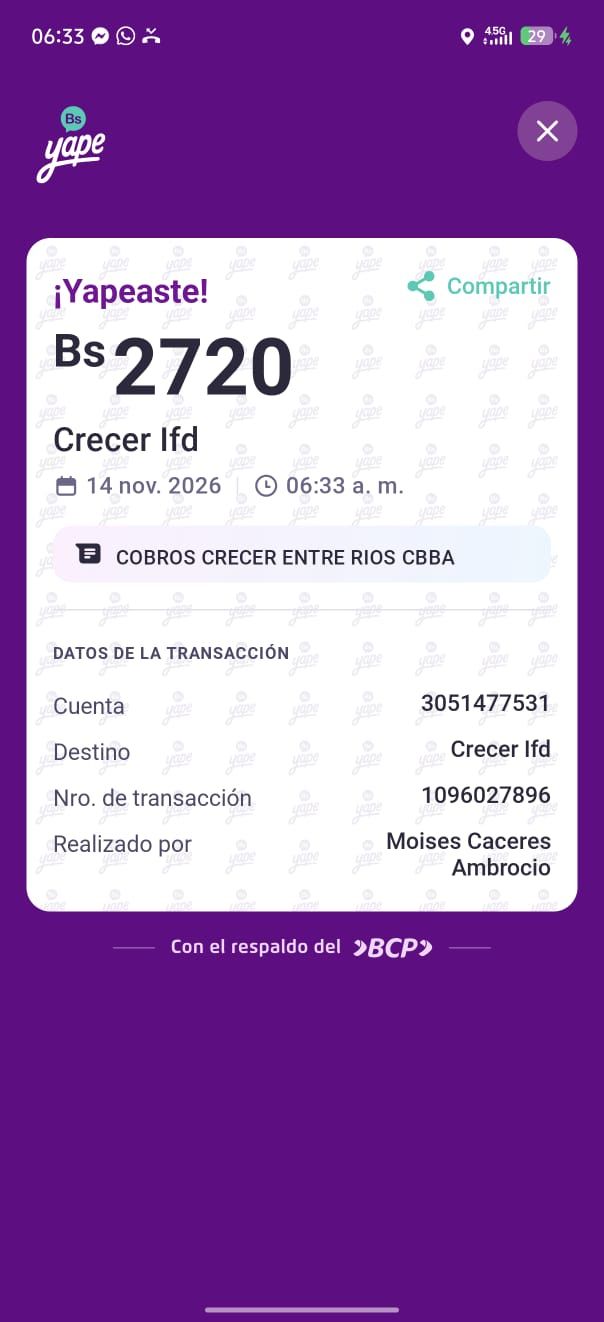 06:33
4.5G
29
Bs
yape
¡Yapeaste!
Compartir
Bs 2720
Crecer Ifd
14 nov. 2026 | 06:33 a. m.
COBROS CRECER ENTRE RIOS CBBA
DATOS DE LA TRANSACCIÓN
Cuenta 3051477531
Destino Crecer Ifd
Nro. de transacción 1096027896
Realizado por Moises Caceres
Ambrocio
Con el respaldo del BCP